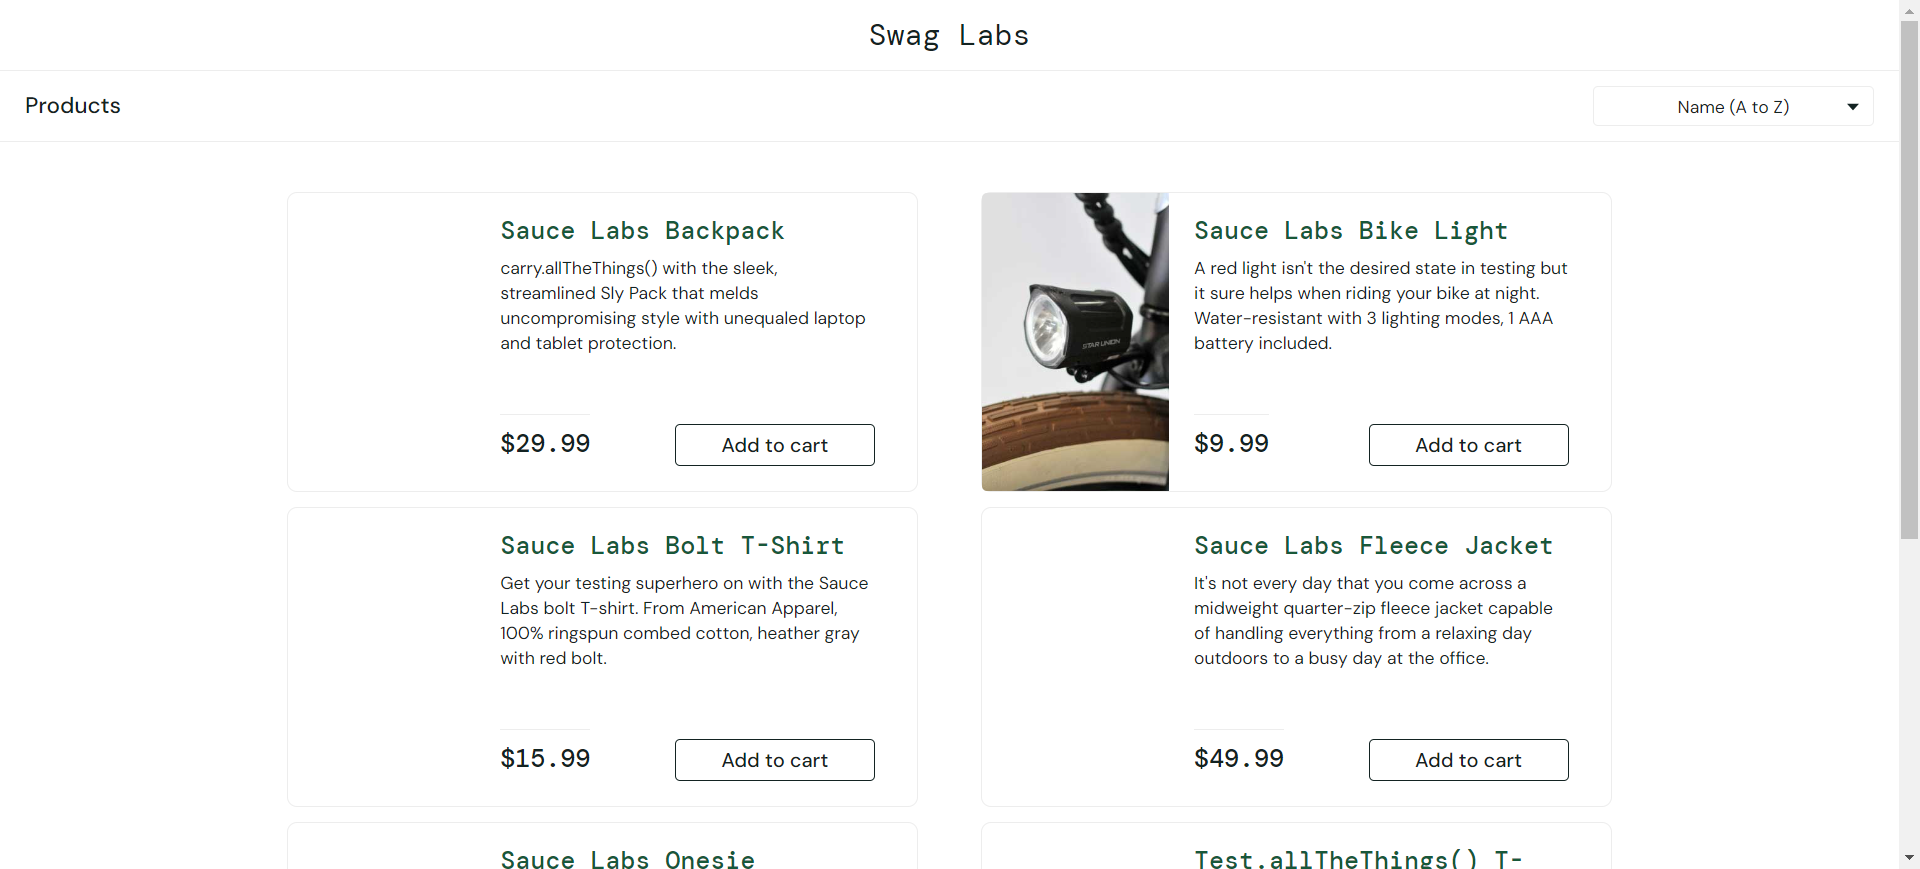 Swag Labs
Products
Name (A to Z)
Sauce Labs Backpack
carry.allTheThings() with the sleek,
streamlined Sly Pack that melds
uncompromising style with unequaled laptop
and tablet protection.
$29.99
Add to cart
STAR UNION
Sauce Labs Bike Light
A red light isn't the desired state in testing but
it sure helps when riding your bike at night.
Water-resistant with 3 lighting modes, 1 AAA
battery included.
$9.99
Add to cart
Sauce Labs Bolt T-Shirt
Get your testing superhero on with the Sauce
Labs bolt T-shirt. From American Apparel,
100% ringspun combed cotton, heather gray
with red bolt.
$15.99
Add to cart
Sauce Labs Fleece Jacket
It's not every day that you come across a
midweight quarter-zip fleece jacket capable
of handling everything from a relaxing day
outdoors to a busy day at the office.
$49.99
Add to cart
Sauce Labs Onesie
Test.allTheThings() T-